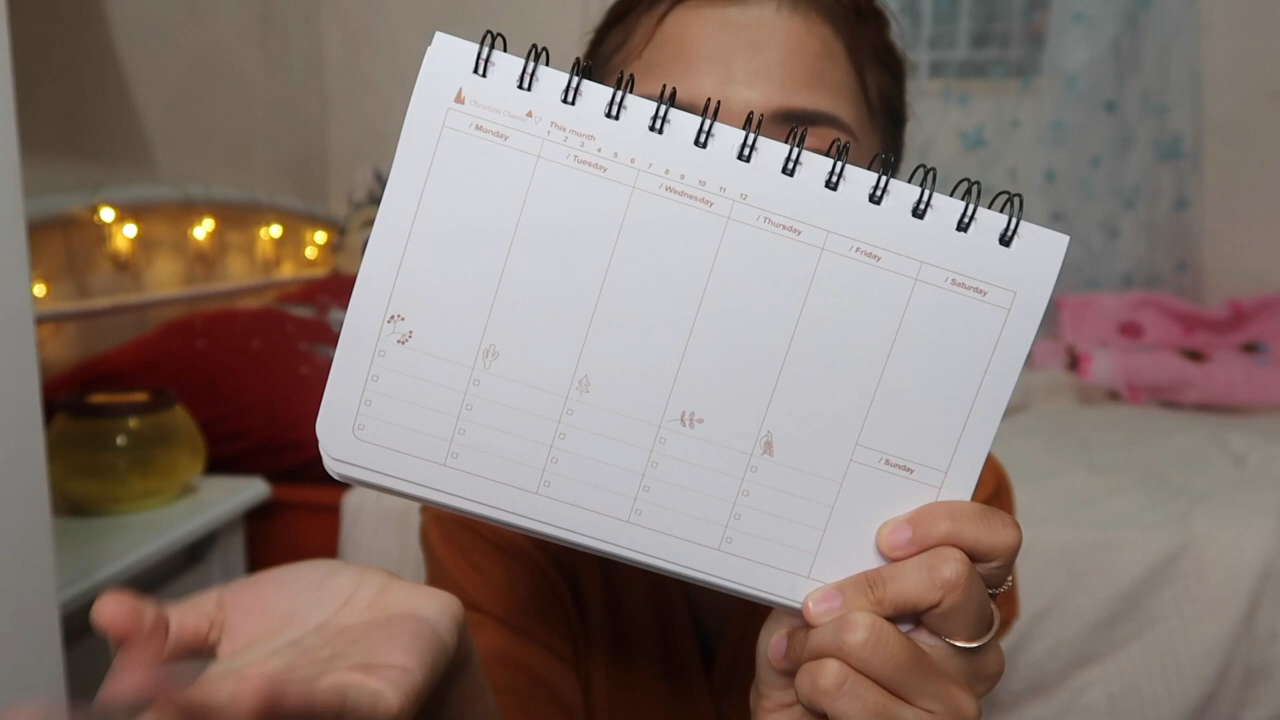 This month
1 2 3 4 5 6 7 8 9 10 11 12
/ Monday
/ Tuesday
/ Wednesday
/ Thursday
/ Friday
/ Saturday
/ Sunday